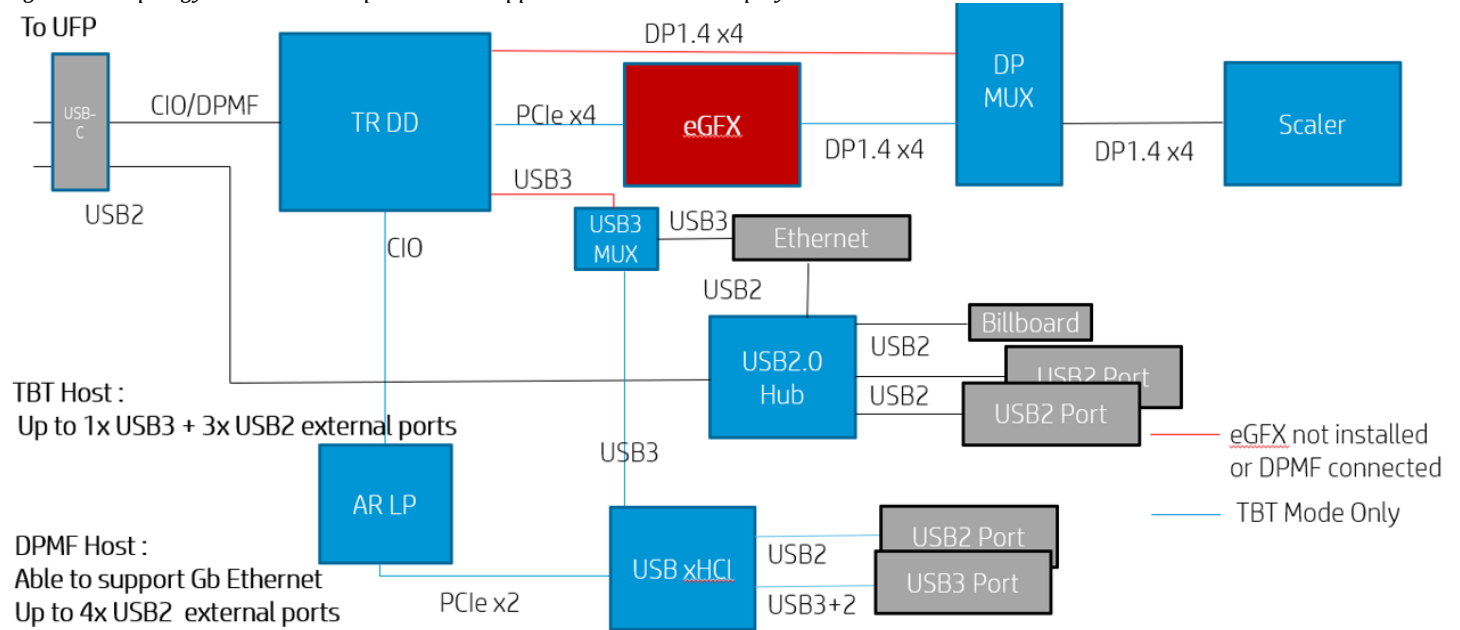 To UFP
DP1.4 x4
DP
MUX
USB-
C
CIO/DPMF
TR DD
PCIe x4
eGFX
DP1.4 x4
DP1.4 x4
Scaler
USB2
USB3
USB3
MUX
USB3
Ethernet
CIO
USB2
Billboard
USB2
USB2.0
Hub
USB2 Port
USB2
USB2 Port
TBT Host :
Up to 1x USB3 + 3x USB2 external ports
USB3
eGFX not installed
or DPMF connected
TBT Mode Only
AR LP
USB2 Port
USB2
USB xHCI
USB3 Port
USB3+2
PCIe x2
DPMF Host :
Able to support Gb Ethernet
Up to 4x USB2 external ports